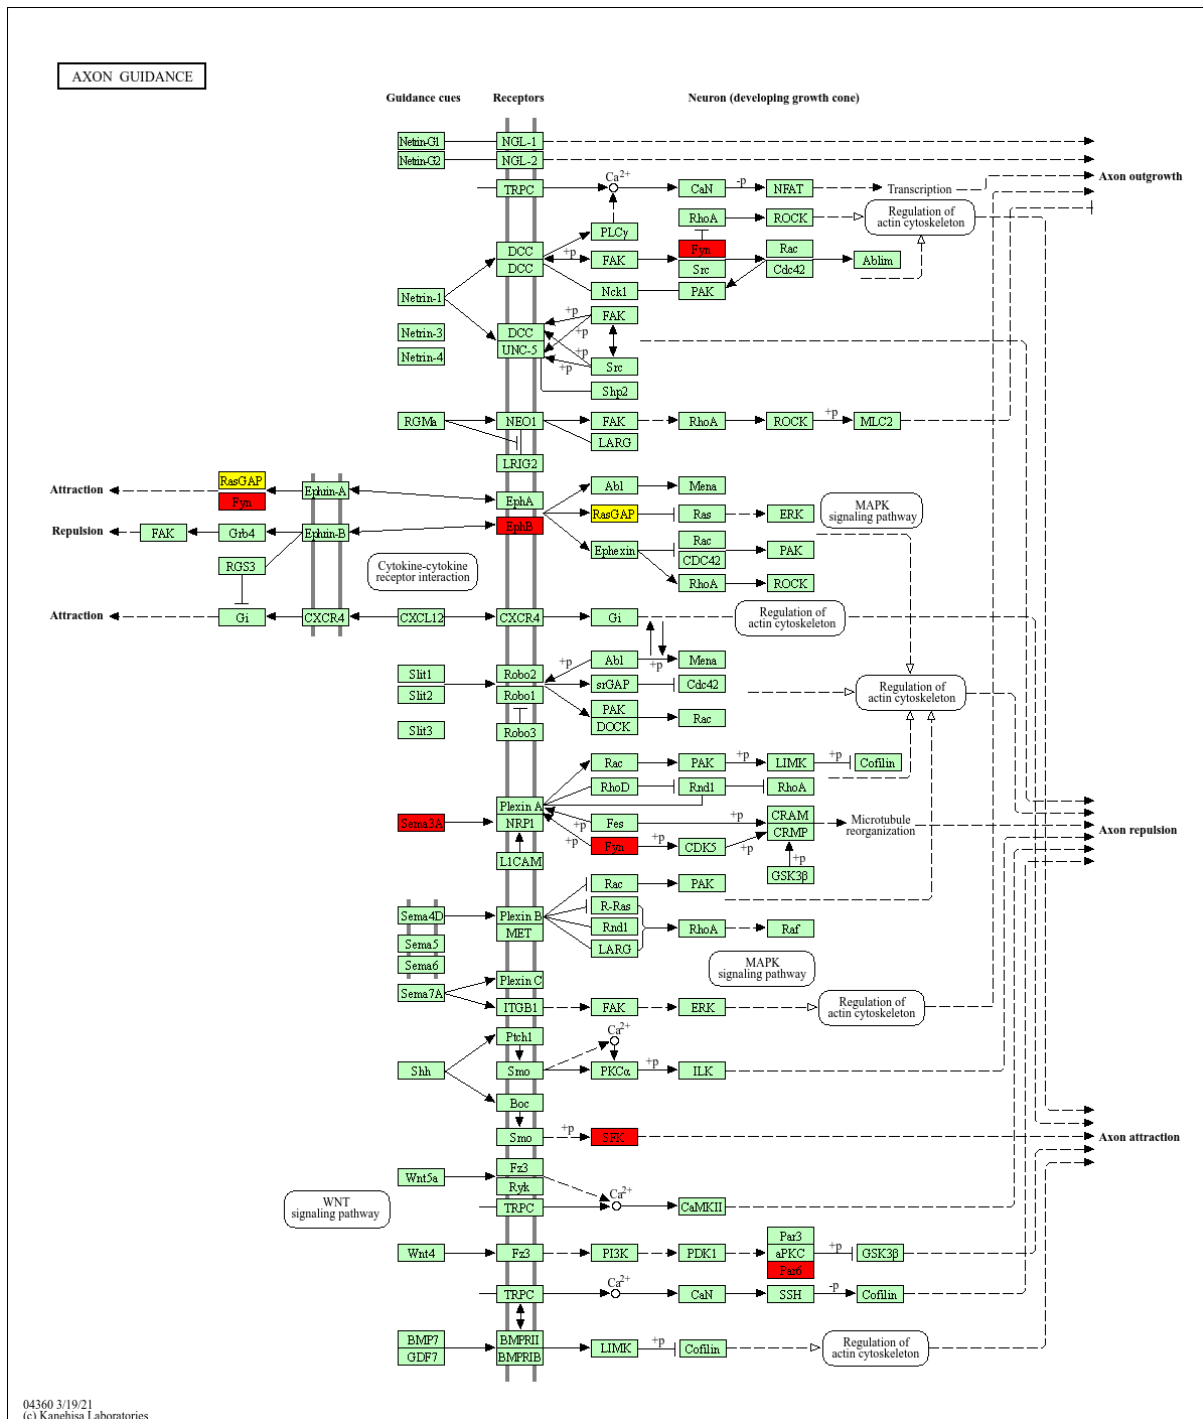 AXON GUIDANCE
Guidance cues Receptors Neuron (developing growth cone)
Netrin-G1 NGL-1
Netrin-G2 NGL-2
Axon outgrowth
TRPC Ca2+ CaN -p NFAT Transcription
RhoA ROCK Regulation of
actin cytoskeleton
PLCγ
DCC +p FAK Fyn Rac Ablim
DCC Src Cdc42
Netrin-1 Nck1 PAK
+p FAK
Netrin-3 DCC +p
Netrin-4 UNC-5 +p
+p Src
Shp2
RGMa NEO1 FAK RhoA ROCK +p MLC2
LARG
LRIG2
RasGAP Ephrin-A Abl Mena
Attraction Fyn EphA
RasGAP Ras ERK MAPK
signaling pathway
Repulsion FAK Grb4 Ephrin-B EphB
RGS3 Cytokine-cytokine
receptor interaction
Ephexin Rac PAK
CDC42
RhoA ROCK
Attraction Gi CXCR4 CXCL12 CXCR4 Gi Regulation of
actin cytoskeleton
+p Abl +p Mena
Slit1 Robo2 srGAP Cdc42
Slit2 Robo1 Regulation of
actin cytoskeleton
PAK Rac
DOCK
Slit3 Robo3
Rac PAK +p LIMK +p Cofilin
RhoD Rnd1 RhoA
Plexin A
Sema3A NRP1 +p Fes +p CRAM Microtubule
reorganization
CRMP
Axon repulsion
+p Fyn +p CDK5 +p
L1CAM +p
GSK3β
Rac PAK
R-Ras
Sema4D Plexin B Rnd1 RhoA Raf
MET LARG
Sema5
Sema6
MAPK
signaling pathway
Plexin C
Sema7A ITGB1 FAK ERK Regulation of
actin cytoskeleton
Ptch1 Ca2+
Shh Smo PKCα +p ILK
Boc
Smo +p SFK Axon attraction
Fz3
Wnt5a Ryk Ca2+
WNT
signaling pathway
TRPC CaMKII
Par3
Wnt4 Fz3 PI3K PDK1 aPKC +p GSK3β
Par6
TRPC Ca2+ CaN SSH -p Cofilin
BMP7 BMPRII LIMK +p Cofilin Regulation of
actin cytoskeleton
GDF7 BMPRIB
04360 3/19/21
(c) Kanehisa Laboratories